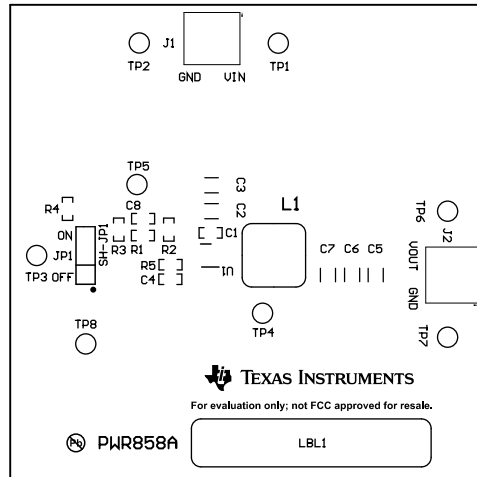 J1
TP2
TP1
GND VIN
TP5
C3
C2
L1
R4
C8
C1
TP6
J2
ON
JP1
SH-JP1
R3
R1
R2
U1
C7 C6 C5
VOUT
GND
TP3
OFF
R5
C4
TP4
TP8
TP7
TEXAS INSTRUMENTS
For evaluation only; not FCC approved for resale.
Pb
PWR858A
LBL1